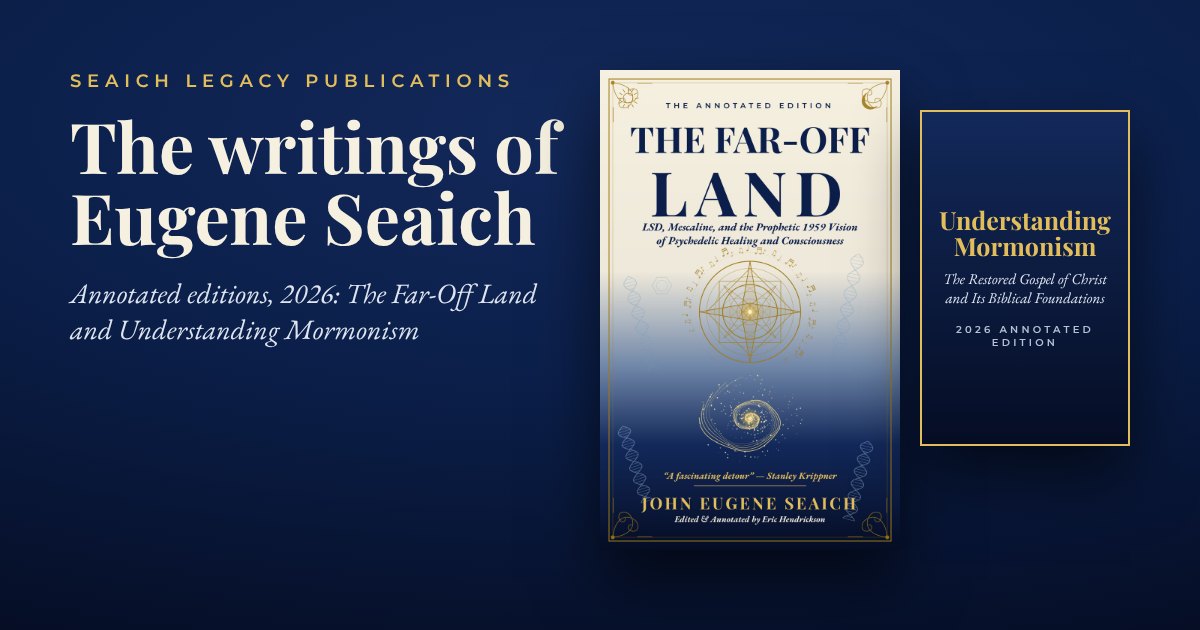 SEAICH LEGACY PUBLICATIONS
The writings of
Eugene Seaich
Annotated editions, 2026: The Far-Off Land
and Understanding Mormonism
THE ANNOTATED EDITION
THE FAR-OFF
LAND
LSD, Mescaline, and the Prophetic 1959 Vision
of Psychedelic Healing and Consciousness
“A fascinating detour” — Stanley Krippner
JOHN EUGENE SEAICH
Edited & Annotated by Eric Hendrickson
Understanding
Mormonism
The Restored Gospel of Christ
and Its Biblical Foundations
2026 ANNOTATED
EDITION